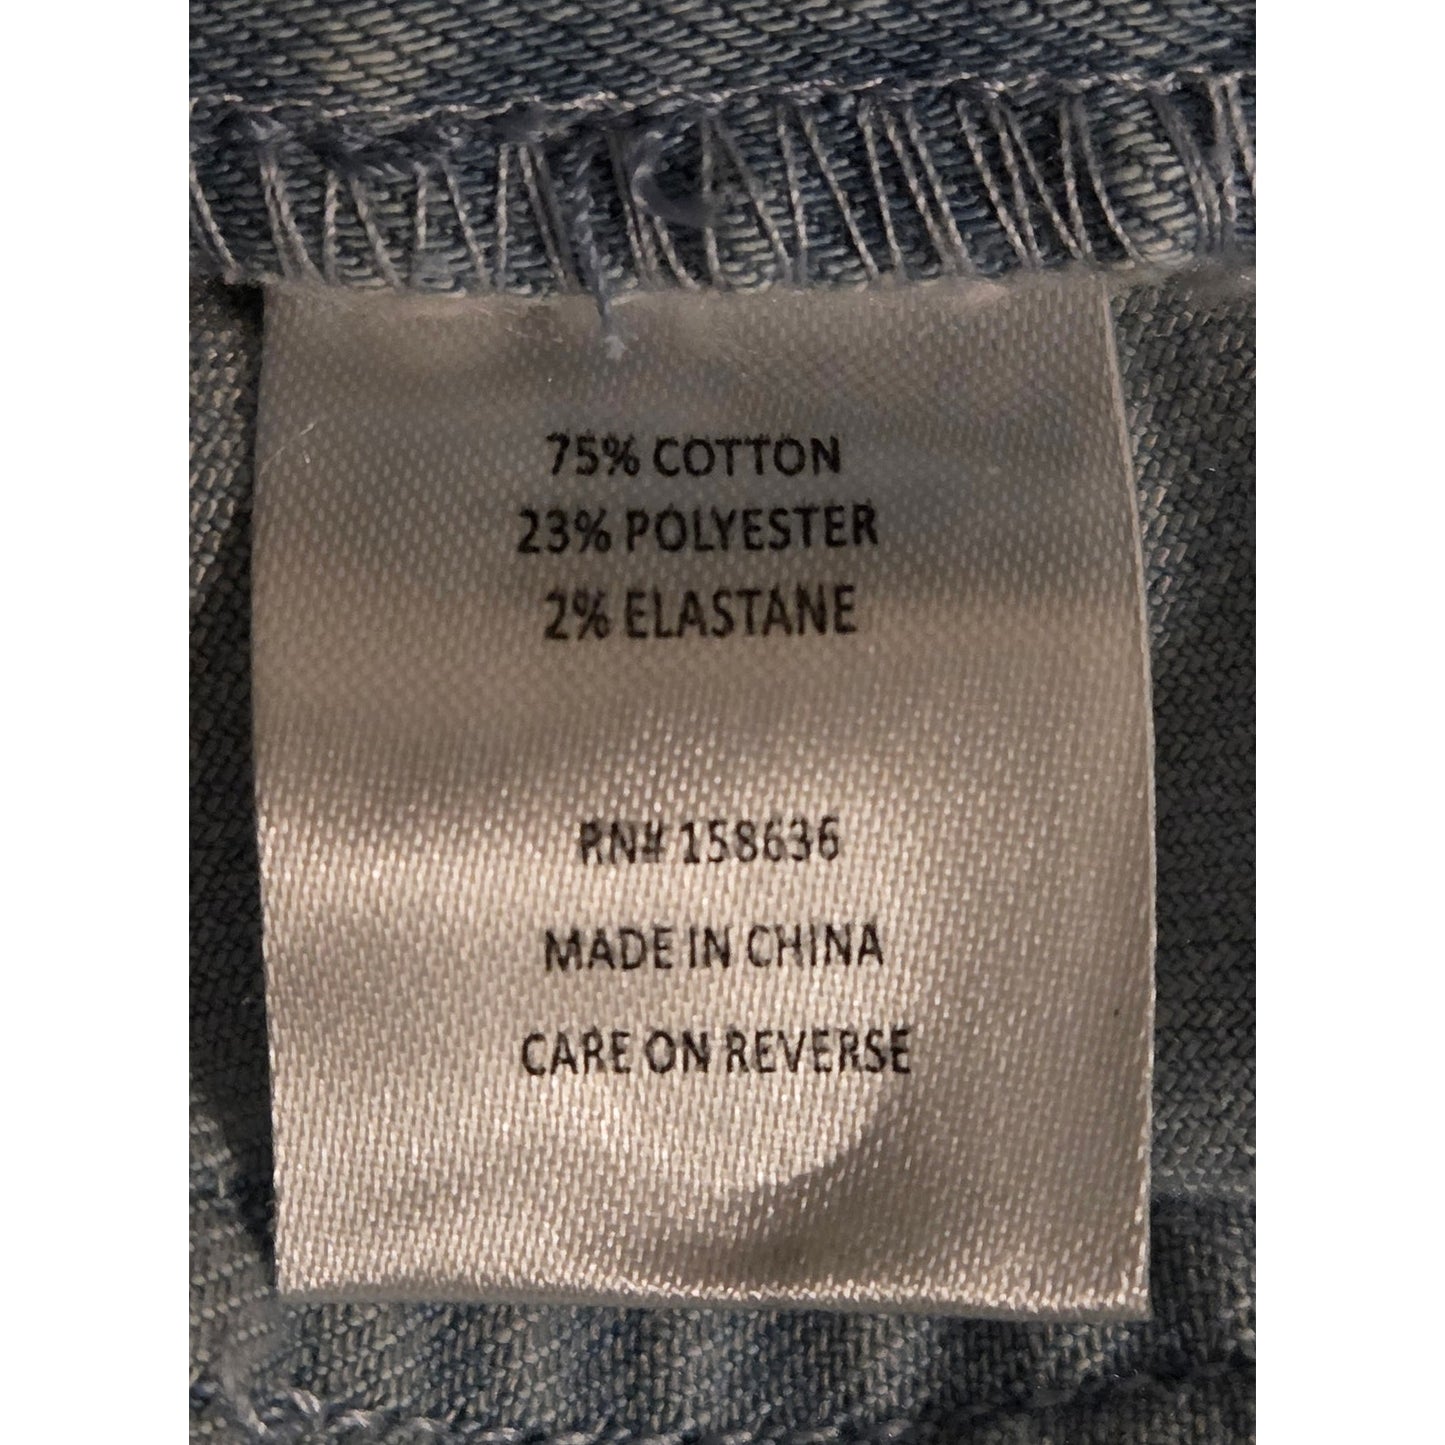 75% COTTON
23% POLYESTER
2% ELASTANE
RN# 158636
MADE IN CHINA
CARE ON REVERSE